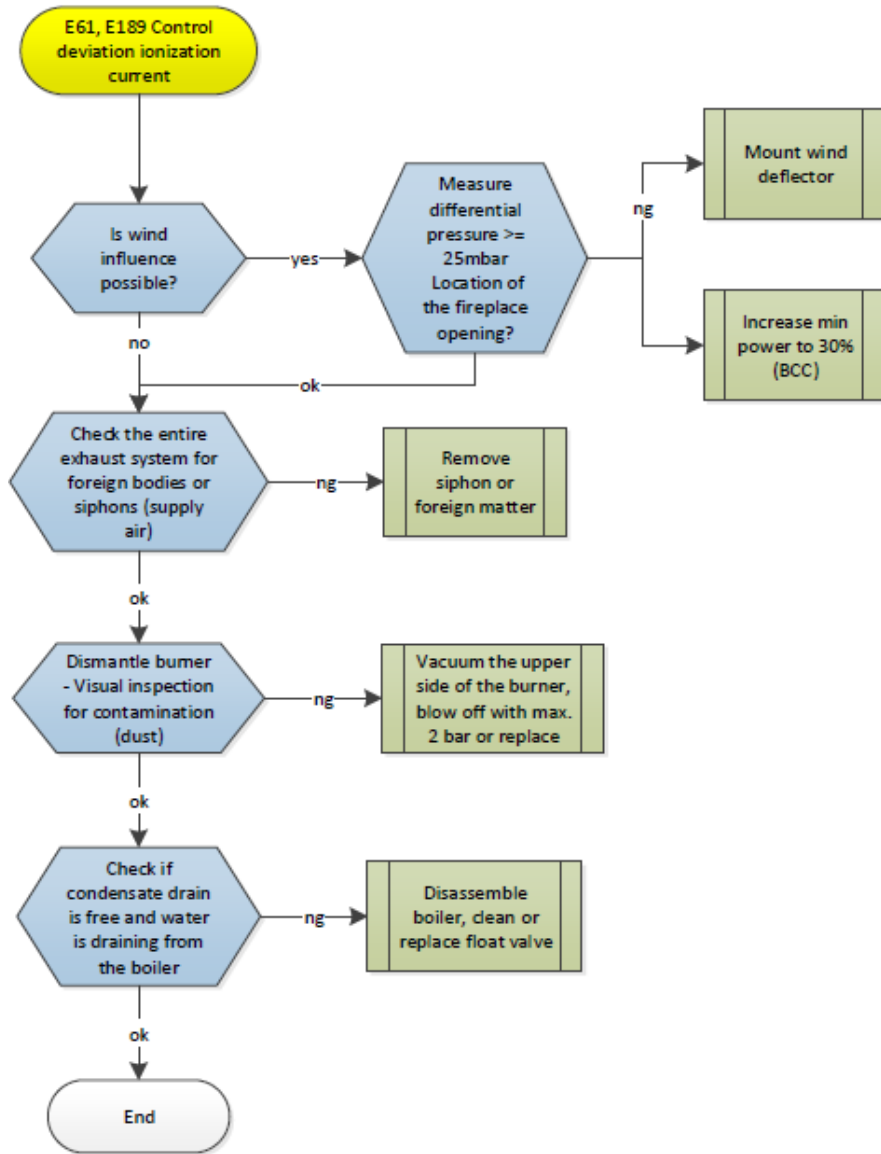 E61, E189 Control
deviation ionization
current
Is wind
influence
possible?
yes
Measure
differential
pressure >=
25mbar
Location of
the fireplace
opening?
ng
Mount wind
deflector
Increase min
power to 30%
(BCC)
no
ok
Check the entire
exhaust system for
foreign bodies or
siphons (supply
air)
ng
Remove
siphon or
foreign matter
ok
Dismantle burner
- Visual inspection
for contamination
(dust)
ng
Vacuum the upper
side of the burner,
blow off with max.
2 bar or replace
ok
Check if
condensate drain
is free and water
is draining from
the boiler
ng
Disassemble
boiler, clean or
replace float valve
ok
End